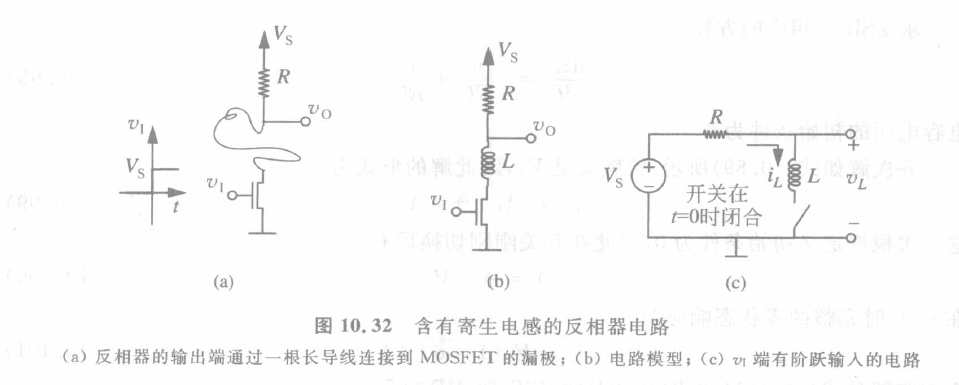 V_S
R
v_O
v_I
V_S
t
v_I
(a)
V_S
R
v_O
L
v_I
(b)
R
V_S
+
−
i_L
L
+
v_L
−
开关在
t=0时闭合
(c)
图 10.32 含有寄生电感的反相器电路
(a) 反相器的输出端通过一根长导线连接到 MOSFET 的漏极；(b) 电路模型；(c) v_I 端有阶跃输入的电路